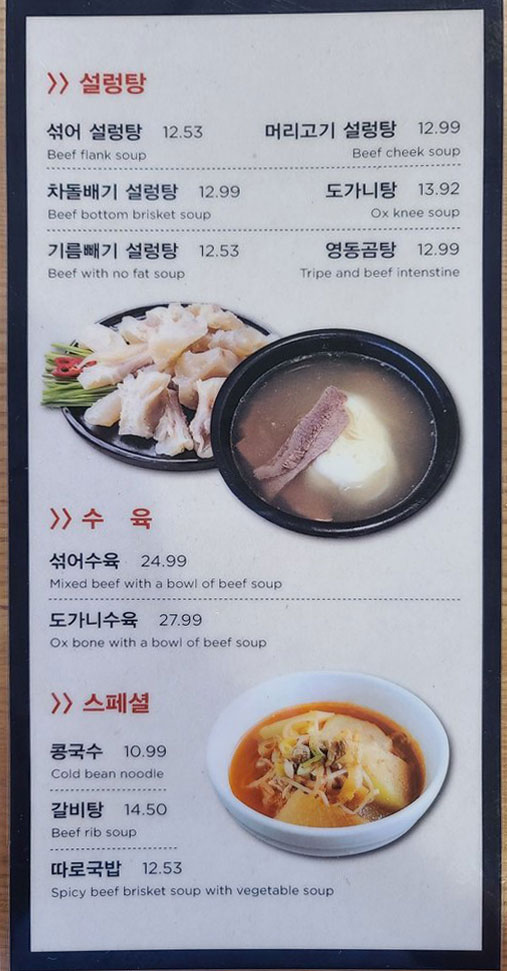 >> 설렁탕
섞어 설렁탕 12.53
Beef flank soup
머리고기 설렁탕 12.99
Beef cheek soup
차돌배기 설렁탕 12.99
Beef bottom brisket soup
도가니탕 13.92
Ox knee soup
기름빼기 설렁탕 12.53
Beef with no fat soup
영동곰탕 12.99
Tripe and beef intenstine
>> 수 육
섞어수육 24.99
Mixed beef with a bowl of beef soup
도가니수육 27.99
Ox bone with a bowl of beef soup
>> 스페셜
콩국수 10.99
Cold bean noodle
갈비탕 14.50
Beef rib soup
따로국밥 12.53
Spicy beef brisket soup with vegetable soup